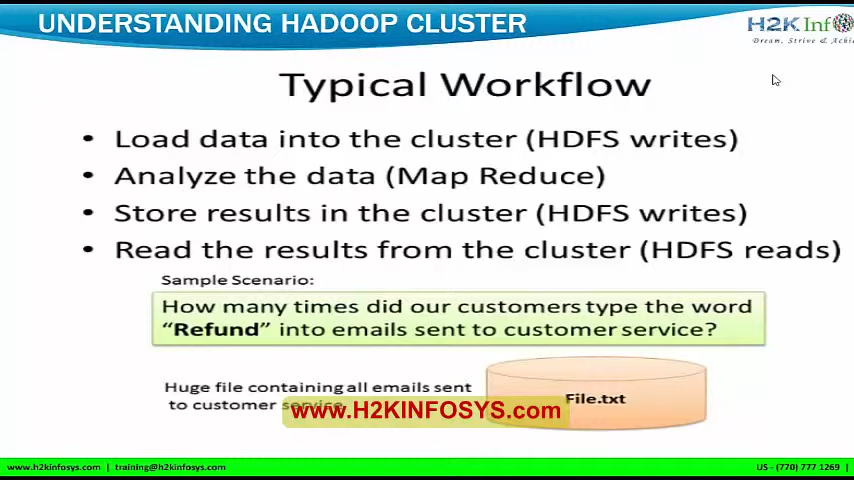 UNDERSTANDING HADOOP CLUSTER
H2K Inf
Dream, Strive & Achi
Typical Workflow
• Load data into the cluster (HDFS writes)
• Analyze the data (Map Reduce)
• Store results in the cluster (HDFS writes)
• Read the results from the cluster (HDFS reads)
Sample Scenario:
How many times did our customers type the word
“Refund” into emails sent to customer service?
Huge file containing all emails sent
to customer service
File.txt
www.H2KINFOSYS.com
www.h2kinfosys.com | training@h2kinfosys.com
US - (770) 777 1269 |